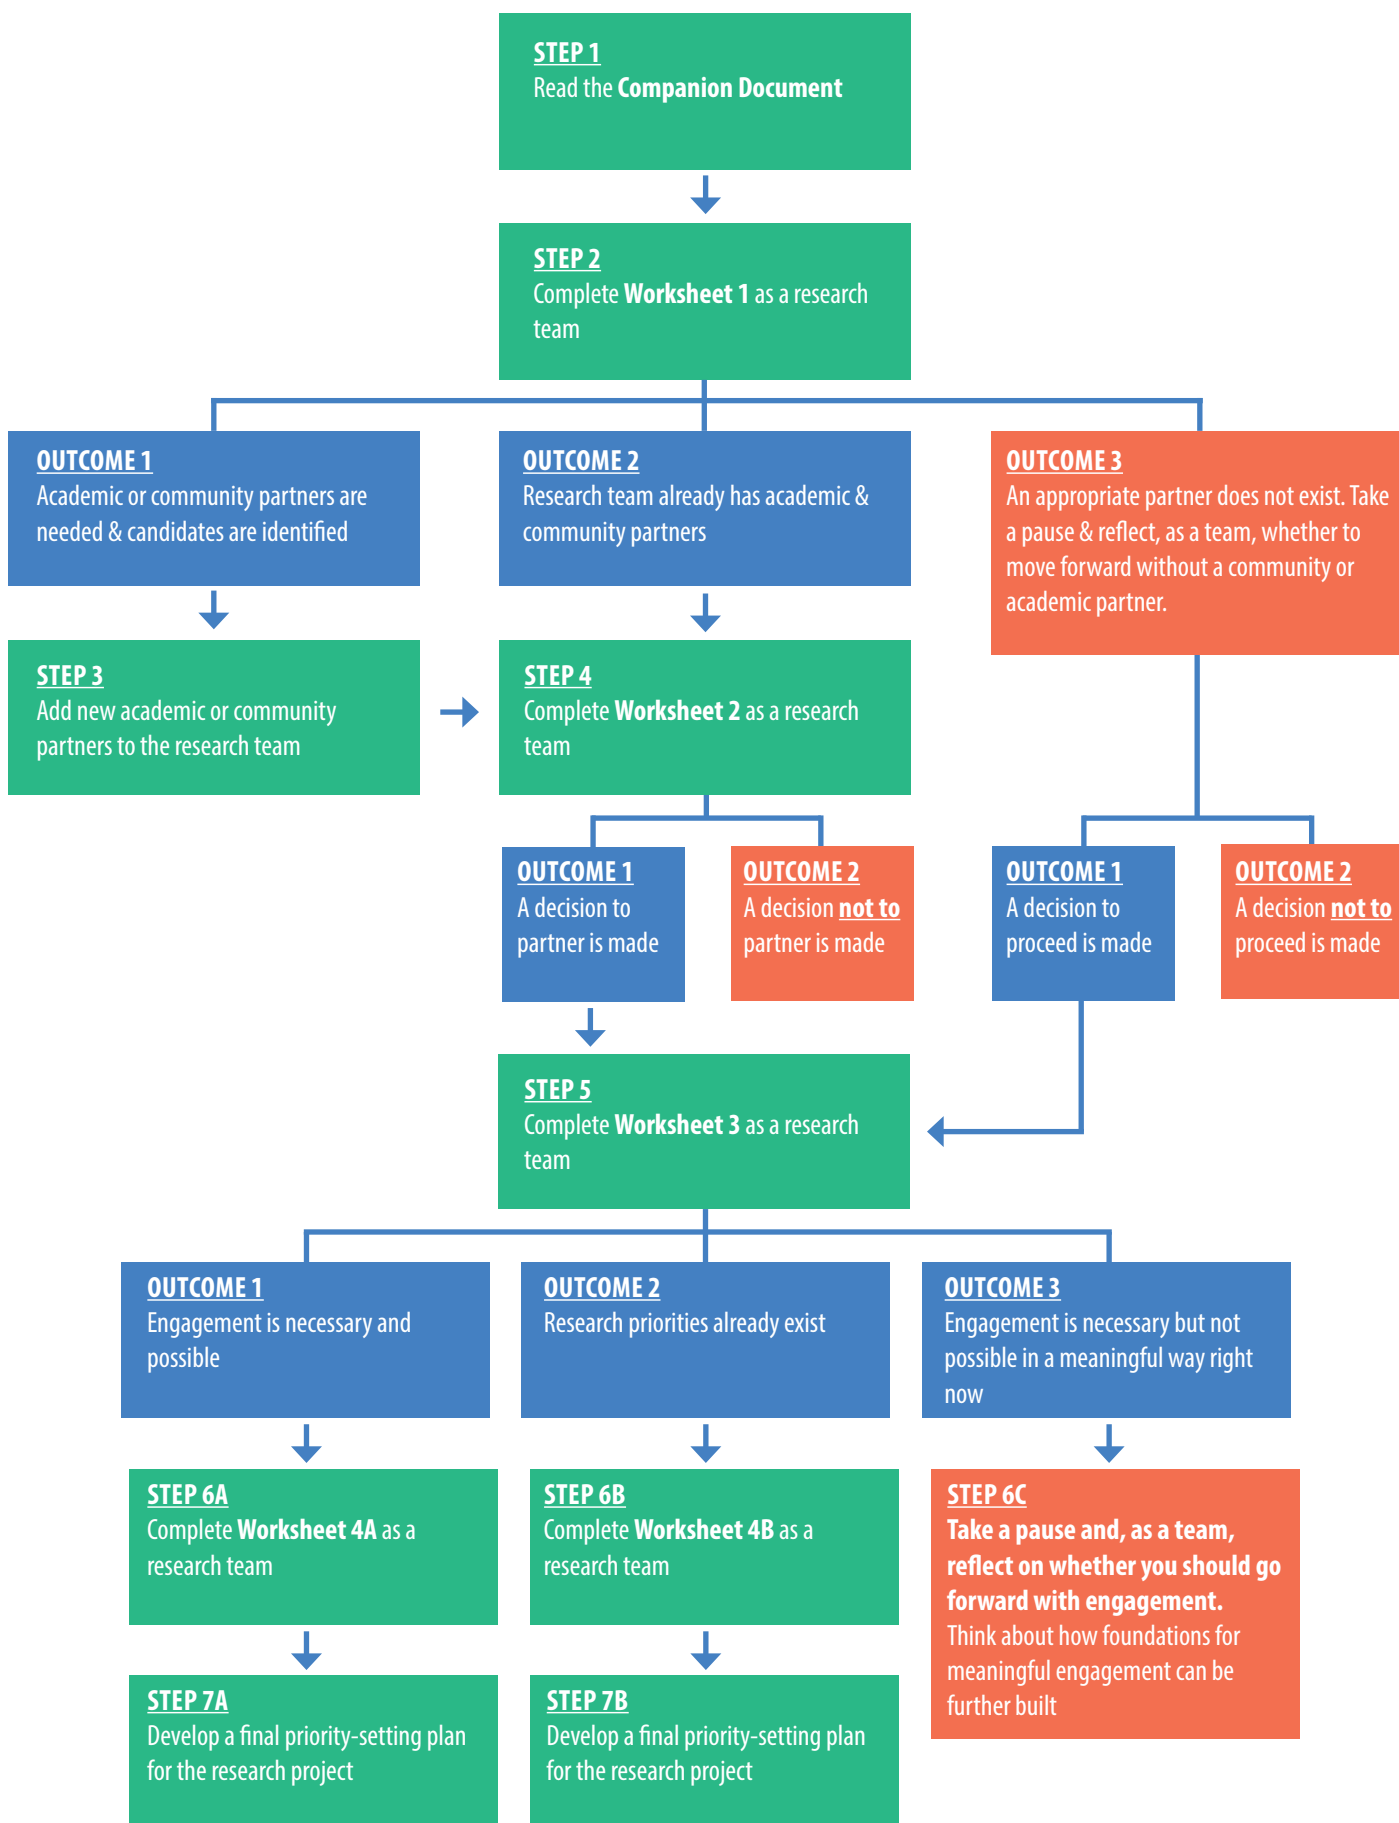 STEP 1
Read the Companion Document
STEP 2
Complete Worksheet 1 as a research
team
OUTCOME 1
Academic or community partners are
needed & candidates are identified
OUTCOME 2
Research team already has academic &
community partners
OUTCOME 3
An appropriate partner does not exist. Take
a pause & reflect, as a team, whether to
move forward without a community or
academic partner.
STEP 3
Add new academic or community
partners to the research team
STEP 4
Complete Worksheet 2 as a research
team
OUTCOME 1
A decision to
partner is made
OUTCOME 2
A decision not to
partner is made
OUTCOME 1
A decision to
proceed is made
OUTCOME 2
A decision not to
proceed is made
STEP 5
Complete Worksheet 3 as a research
team
OUTCOME 1
Engagement is necessary and
possible
OUTCOME 2
Research priorities already exist
OUTCOME 3
Engagement is necessary but not
possible in a meaningful way right
now
STEP 6A
Complete Worksheet 4A as a
research team
STEP 6B
Complete Worksheet 4B as a
research team
STEP 6C
Take a pause and, as a team,
reflect on whether you should go
forward with engagement.
Think about how foundations for
meaningful engagement can be
further built
STEP 7A
Develop a final priority-setting plan
for the research project
STEP 7B
Develop a final priority-setting plan
for the research project